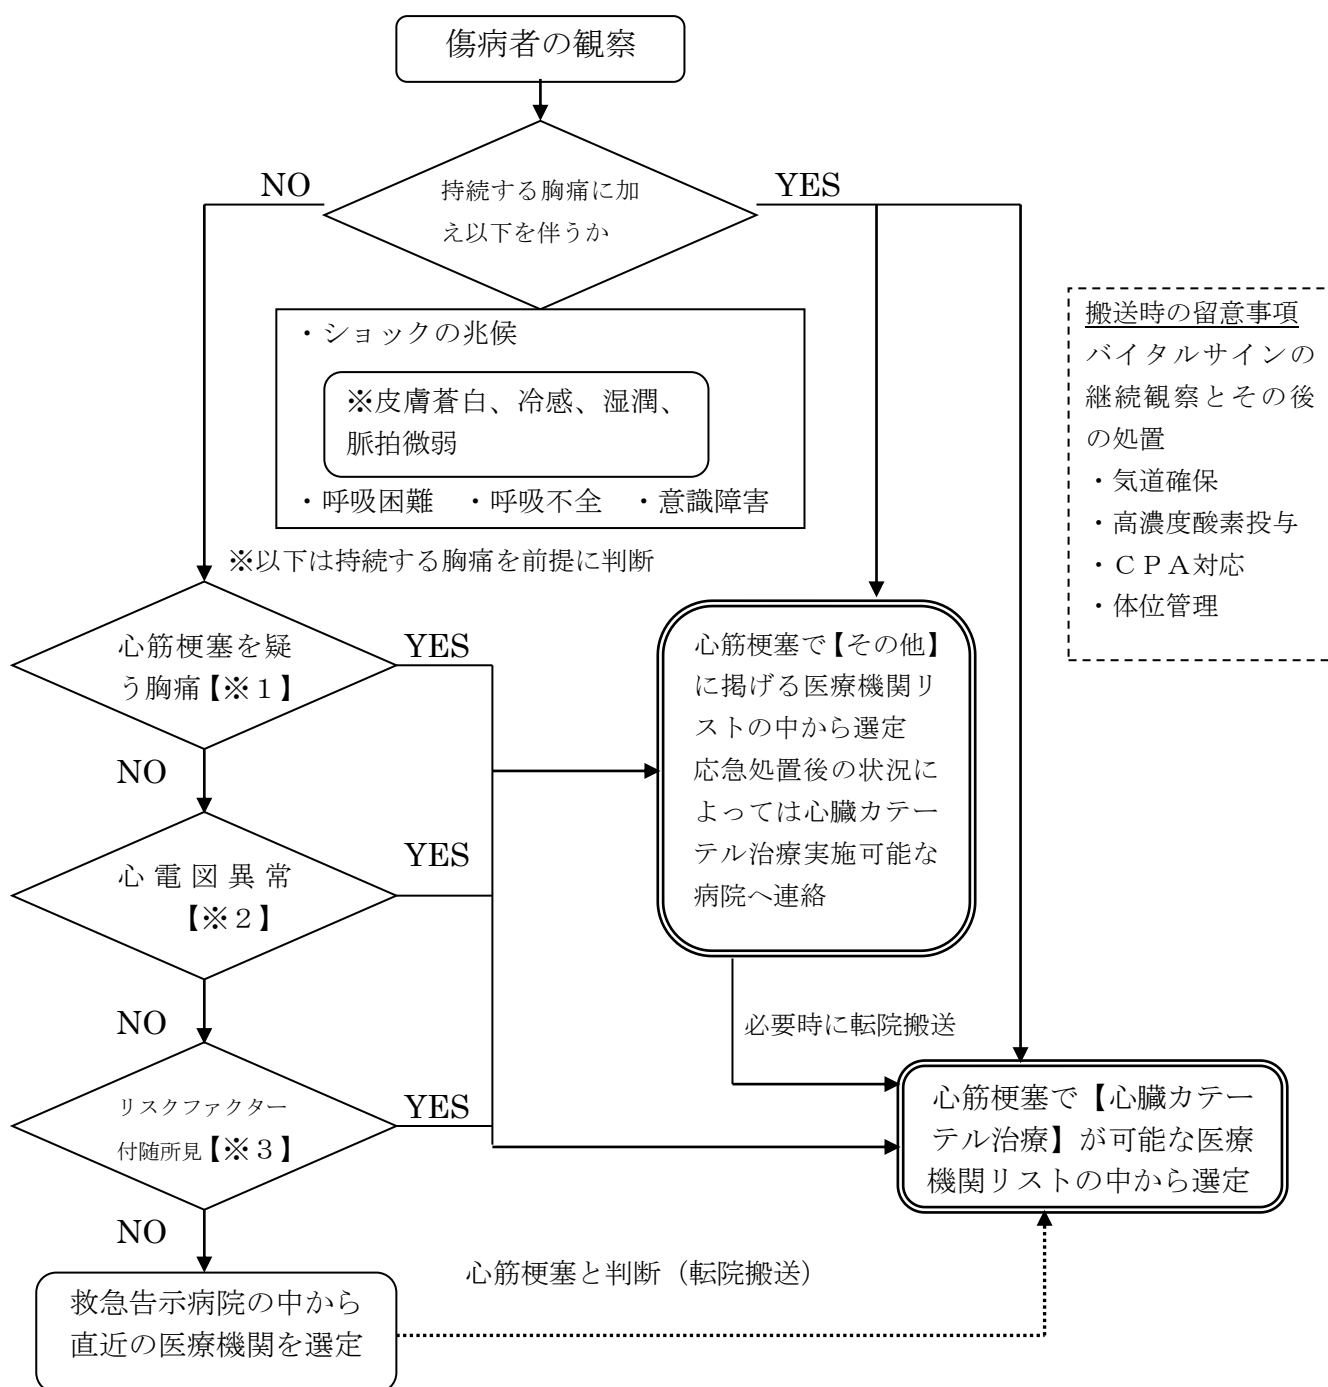 傷病者の観察
NO
YES
持続する胸痛に加
え以下を伴うか
・ショックの兆候
※皮膚蒼白、冷感、湿潤、
脈拍微弱
・呼吸困難　・呼吸不全　・意識障害
搬送時の留意事項
バイタルサインの
継続観察とその後
の処置
・気道確保
・高濃度酸素投与
・ＣＰＡ対応
・体位管理
※以下は持続する胸痛を前提に判断
心筋梗塞を疑
う胸痛【※１】
YES
NO
心筋梗塞で【その他】
に掲げる医療機関リ
ストの中から選定
応急処置後の状況に
よっては心臓カテー
テル治療実施可能な
病院へ連絡
心電図異常
【※２】
YES
NO
必要時に転院搬送
リスクファクター
付随所見【※３】
YES
NO
心筋梗塞で【心臓カテー
テル治療】が可能な医療
機関リストの中から選定
心筋梗塞と判断（転院搬送）
救急告示病院の中から
直近の医療機関を選定